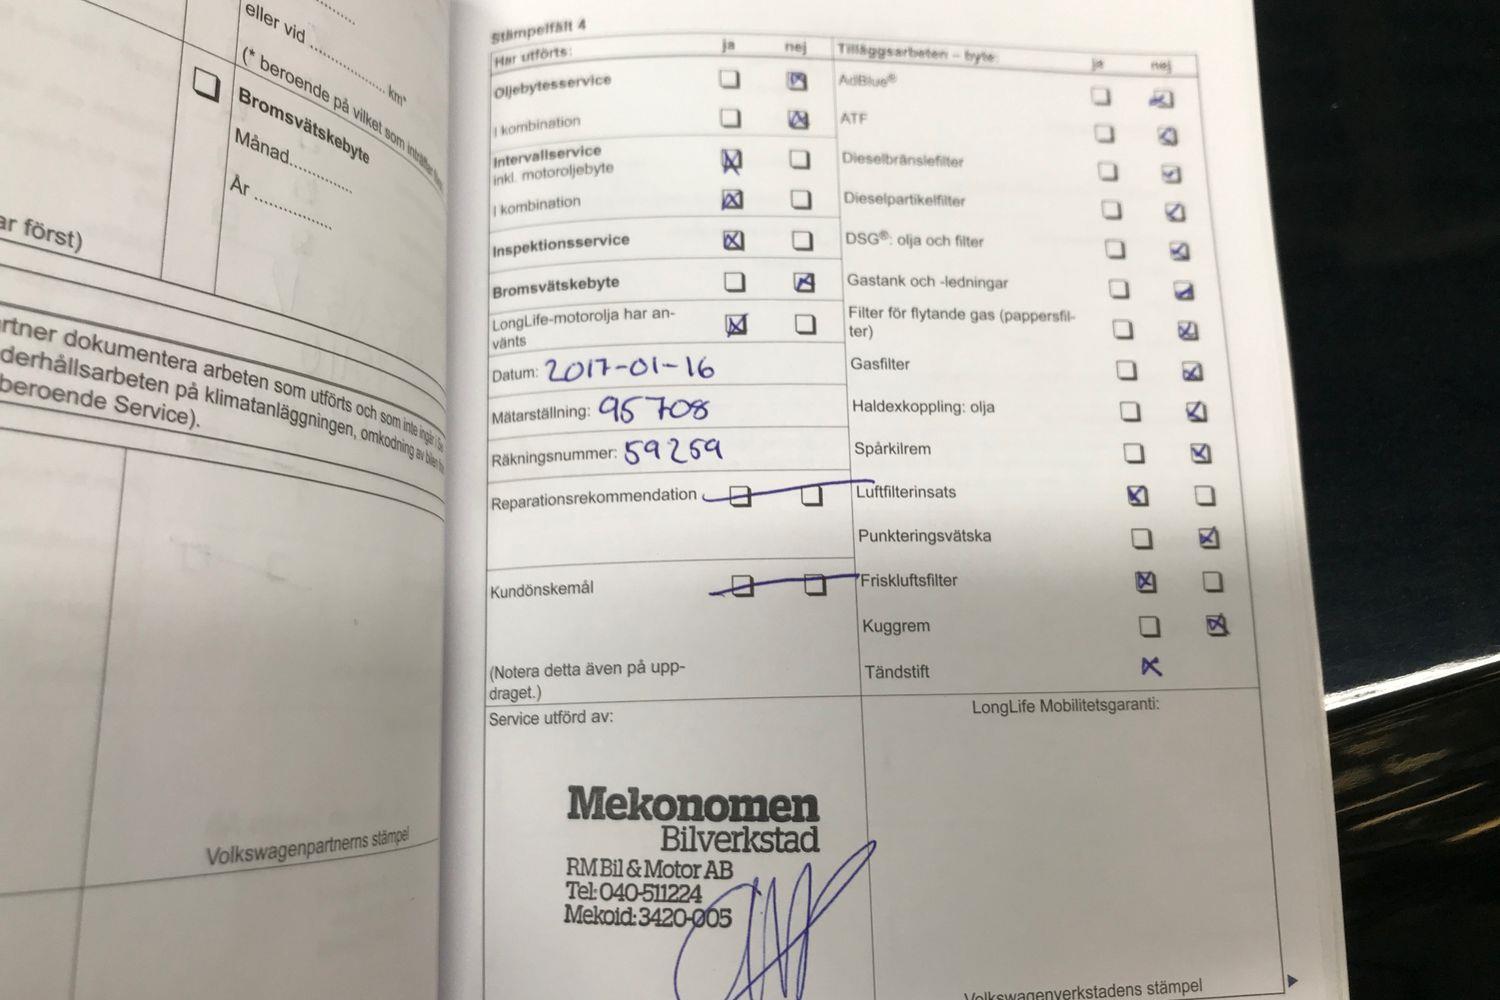 eller vid .................. km*
(* beroende på vilket som inträffar
Bromsvätskebyte
Månad.............
År ................
ar först)
rtner dokumentera arbeten som utförts och som inte ingår i
derhållsarbeten på klimatanläggningen, omkodning av bilen
beroende Service).
Volkswagenpartnerns stämpel
Stämpelfält 4
Har utförts: ja nej
Oljebytesservice
I kombination
Intervallservice
inkl. motoroljebyte
I kombination
Inspektionsservice
Bromsvätskebyte
LongLife-motorolja har an-
vänts
Datum: 2017-01-16
Mätarställning: 95708
Räkningsnummer: 59259
Reparationsrekommendation
Kundönskemål
(Notera detta även på upp-
draget.)
Tilläggsarbeten – byte: ja nej
AdBlue®
ATF
Dieselbränslefilter
Dieselpartikelfilter
DSG®: olja och filter
Gastank och -ledningar
Filter för flytande gas (pappersfil-
ter)
Gasfilter
Haldexkoppling: olja
Spårkilrem
Luftfilterinsats
Punkteringsvätska
Friskluftsfilter
Kuggrem
Tändstift
Service utförd av:
Mekonomen
Bilverkstad
RM Bil & Motor AB
Tel: 040-511224
Mekoid: 3420-005
LongLife Mobilitetsgaranti:
Volkswagenverkstadens stämpel